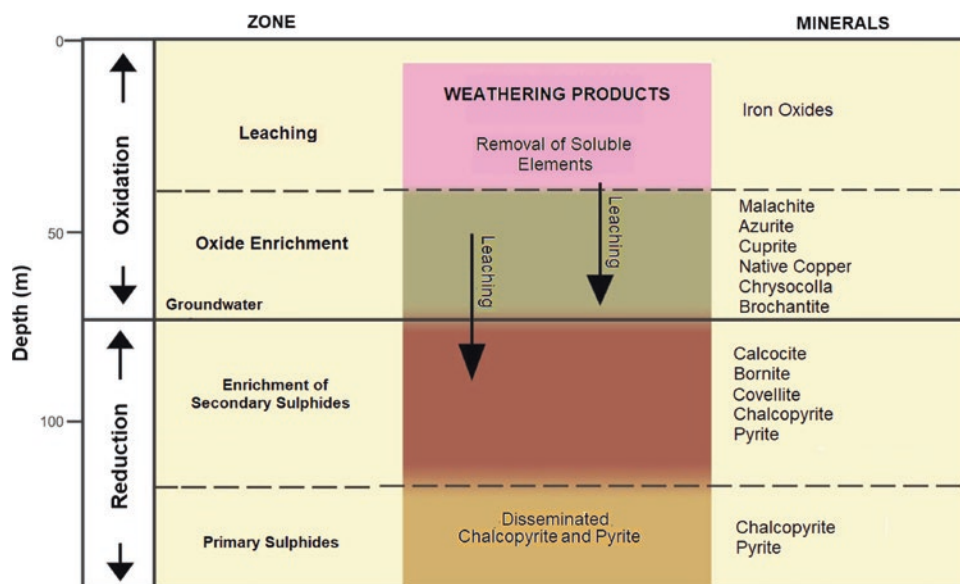 ZONE
MINERALS
0
50
100
Depth (m)
Oxidation
Reduction
Leaching
WEATHERING PRODUCTS
Removal of Soluble
Elements
Iron Oxides
Oxide Enrichment
Groundwater
Leaching
Leaching
Malachite
Azurite
Cuprite
Native Copper
Chrysocolla
Brochantite
Enrichment of
Secondary Sulphides
Calcocite
Bornite
Covellite
Chalcopyrite
Pyrite
Primary Sulphides
Disseminated
Chalcopyrite and Pyrite
Chalcopyrite
Pyrite